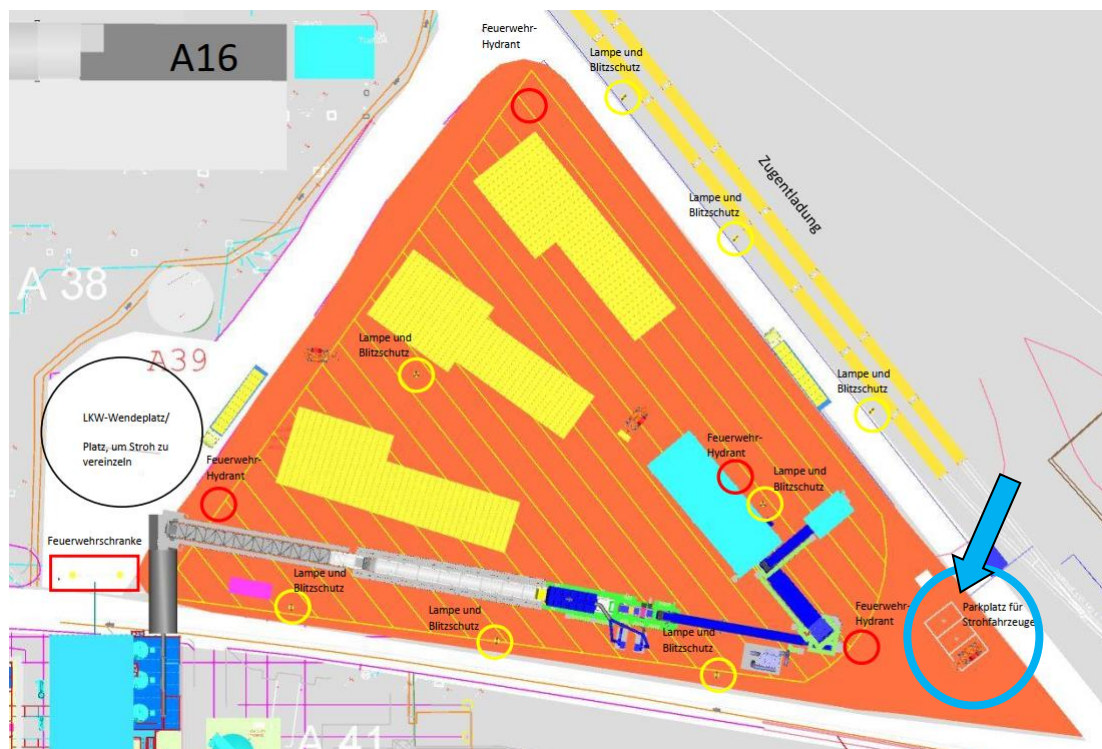 A16
Feuerwehr-
Hydrant
Lampe und
Blitzschutz
Zugentladung
Lampe und
Blitzschutz
A 38
A39
Lampe und
Blitzschutz
Lampe und
Blitzschutz
LKW-Wendeplatz/
Platz, um Stroh zu
vereinzeln
Feuerwehr-
Hydrant
Feuerwehr-
Hydrant
Lampe und
Blitzschutz
Feuerwehrschranke
Lampe und
Blitzschutz
Lampe und
Blitzschutz
Lampe und
Blitzschutz
Feuerwehr-
Hydrant
Parkplatz für
Strohfahrzeuge
A 41